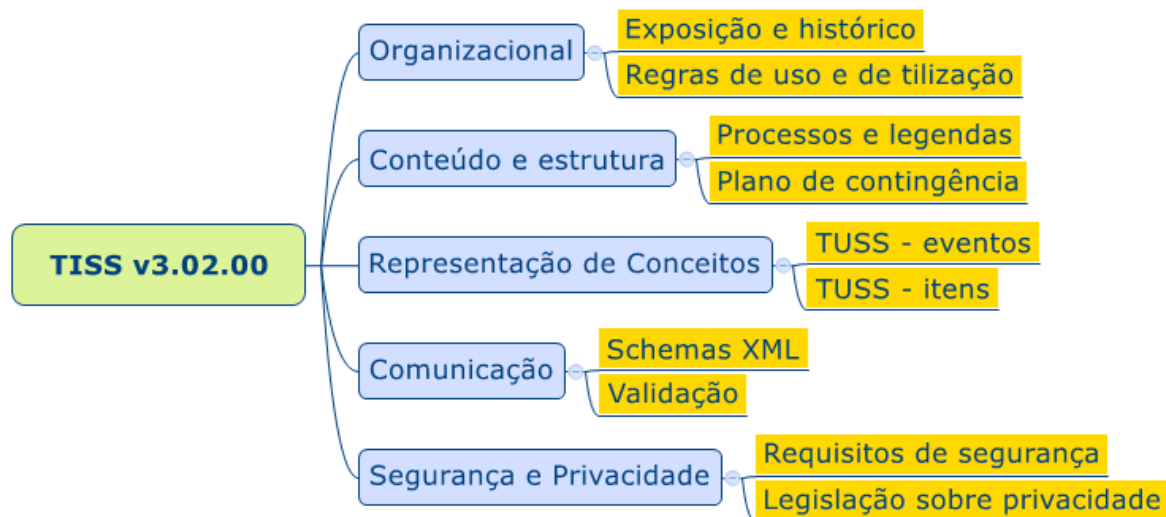 TISS v3.02.00
Organizacional
Exposição e histórico
Regras de uso e de tilização
Conteúdo e estrutura
Processos e legendas
Plano de contingência
Representação de Conceitos
TUSS - eventos
TUSS - itens
Comunicação
Schemas XML
Validação
Segurança e Privacidade
Requisitos de segurança
Legislação sobre privacidade